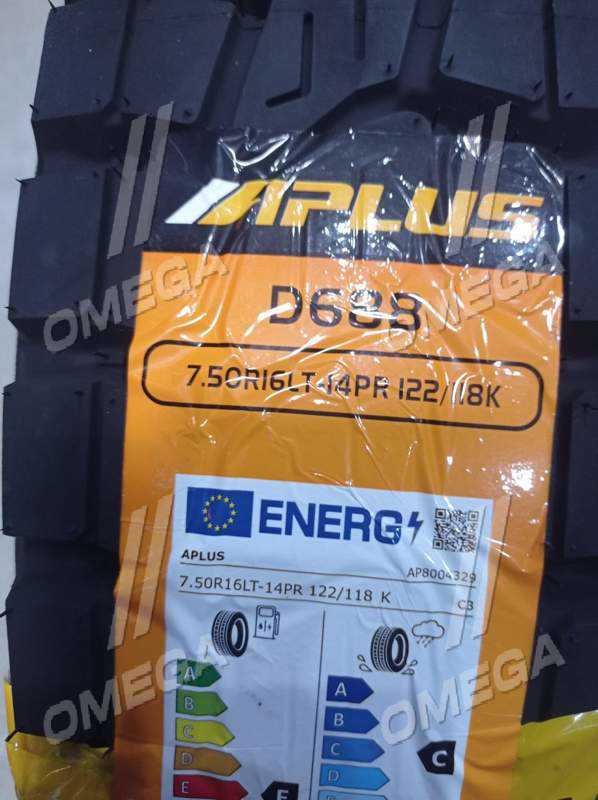 APLUS
D688
7.50R16LT-14PR 122/118K
ENERG
APLUS
AP8004329
7.50R16LT-14PR 122/118 K
C3
A
B
C
D
E
E
A
B
C
D
C
OMEGA
OMEGA
OMEGA
OMEGA